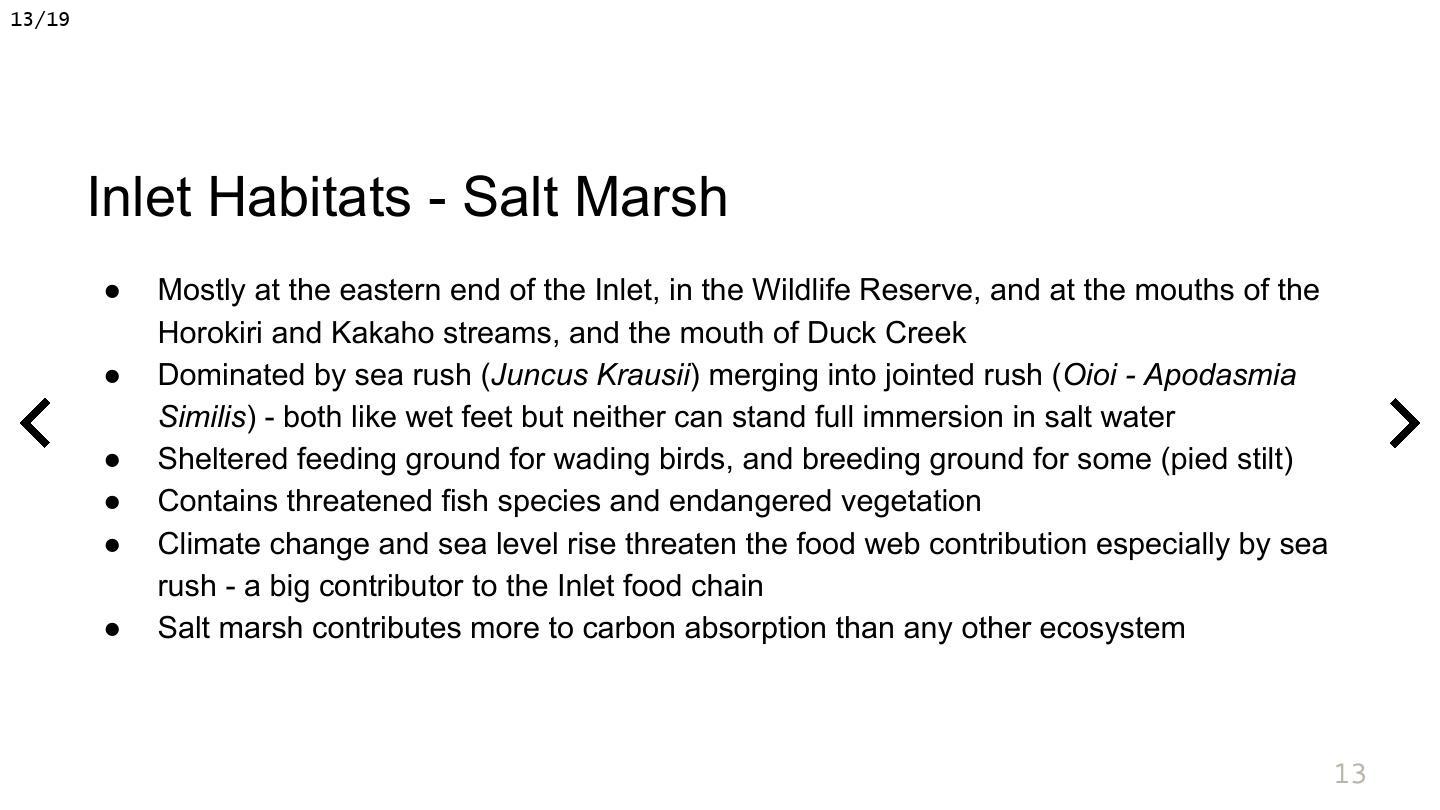 13/19
Inlet Habitats - Salt Marsh
● Mostly at the eastern end of the Inlet, in the Wildlife Reserve, and at the mouths of the
Horokiri and Kakaho streams, and the mouth of Duck Creek
● Dominated by sea rush (Juncus Krausii) merging into jointed rush (Oioi - Apodasmia
Similis) - both like wet feet but neither can stand full immersion in salt water
● Sheltered feeding ground for wading birds, and breeding ground for some (pied stilt)
● Contains threatened fish species and endangered vegetation
● Climate change and sea level rise threaten the food web contribution especially by sea
rush - a big contributor to the Inlet food chain
● Salt marsh contributes more to carbon absorption than any other ecosystem
13